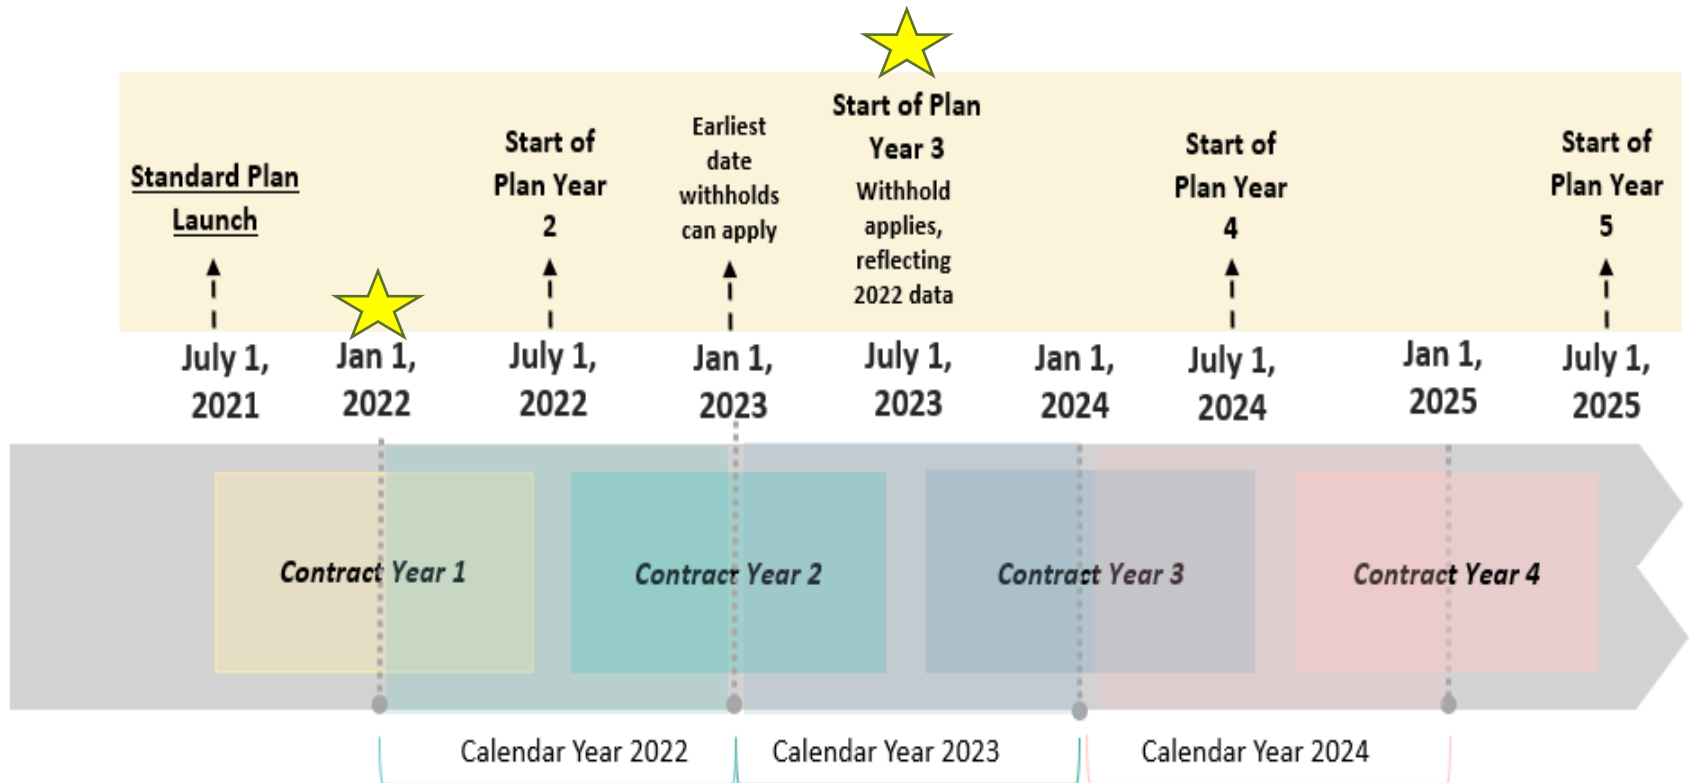 Standard Plan
Launch
Start of
Plan Year
2
Earliest
date
withholds
can apply
Start of Plan
Year 3
Withhold
applies,
reflecting
2022 data
Start of
Plan Year
4
Start of
Plan Year
5
July 1,
2021
Jan 1,
2022
July 1,
2022
Jan 1,
2023
July 1,
2023
Jan 1,
2024
July 1,
2024
Jan 1,
2025
July 1,
2025
Contract Year 1
Contract Year 2
Contract Year 3
Contract Year 4
Calendar Year 2022
Calendar Year 2023
Calendar Year 2024